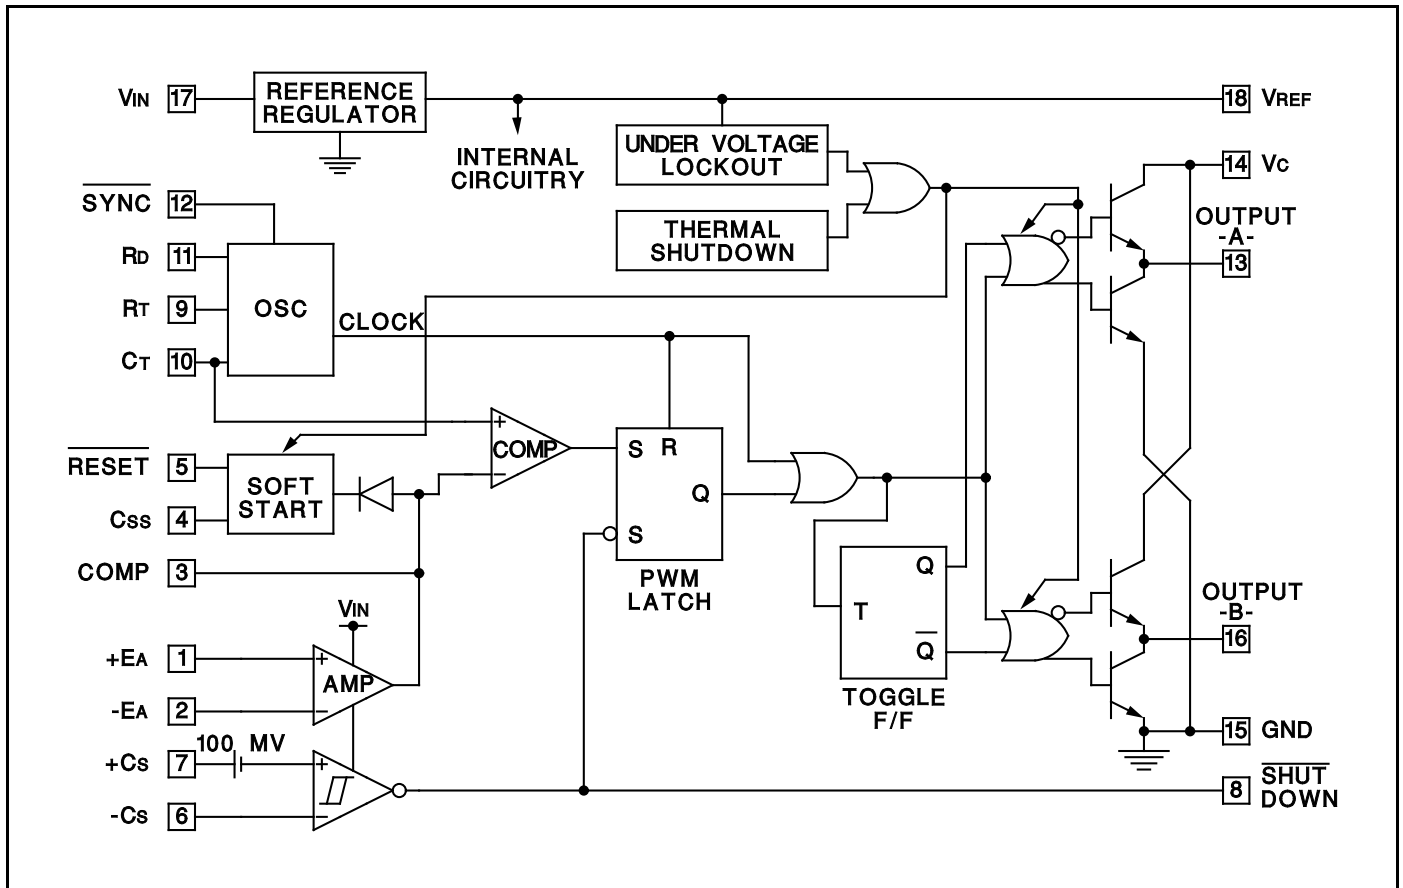 VIN 17
REFERENCE
REGULATOR
18 VREF
INTERNAL
CIRCUITRY
UNDER VOLTAGE
LOCKOUT
14 VC
SYNC 12
THERMAL
SHUTDOWN
OUTPUT
-A-
13
RD 11
RT 9
OSC
CLOCK
CT 10
+
COMP
-
RESET 5
SOFT
START
CSS 4
S R
Q
S
PWM
LATCH
COMP 3
Q
T
Q
TOGGLE
F/F
OUTPUT
-B-
16
VIN
+EA 1
+
AMP
-EA 2
-
15 GND
100 MV
+CS 7
+
-CS 6
-
8 SHUT
DOWN